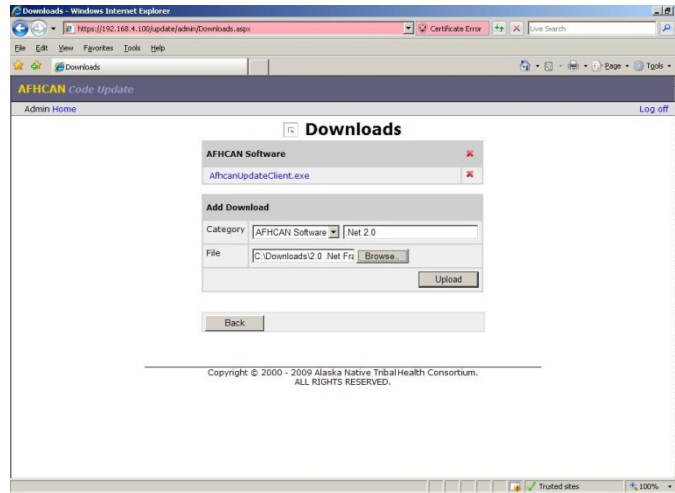 Downloads - Windows Internet Explorer
https://192.168.4.100/update/admin/Downloads.aspx
Certificate Error
Live Search
File Edit View Favorites Tools Help
Downloads
Page
Tools
AFHCAN Code Update
Admin Home
Log off
Downloads
AFHCAN Software
AfhcanUpdateClient.exe
Add Download
Category AFHCAN Software .Net 2.0
File C:\Downloads\2.0 .Net Fra Browse...
Upload
Back
Copyright © 2000 - 2009 Alaska Native Tribal Health Consortium.
ALL RIGHTS RESERVED.
Trusted sites
100%